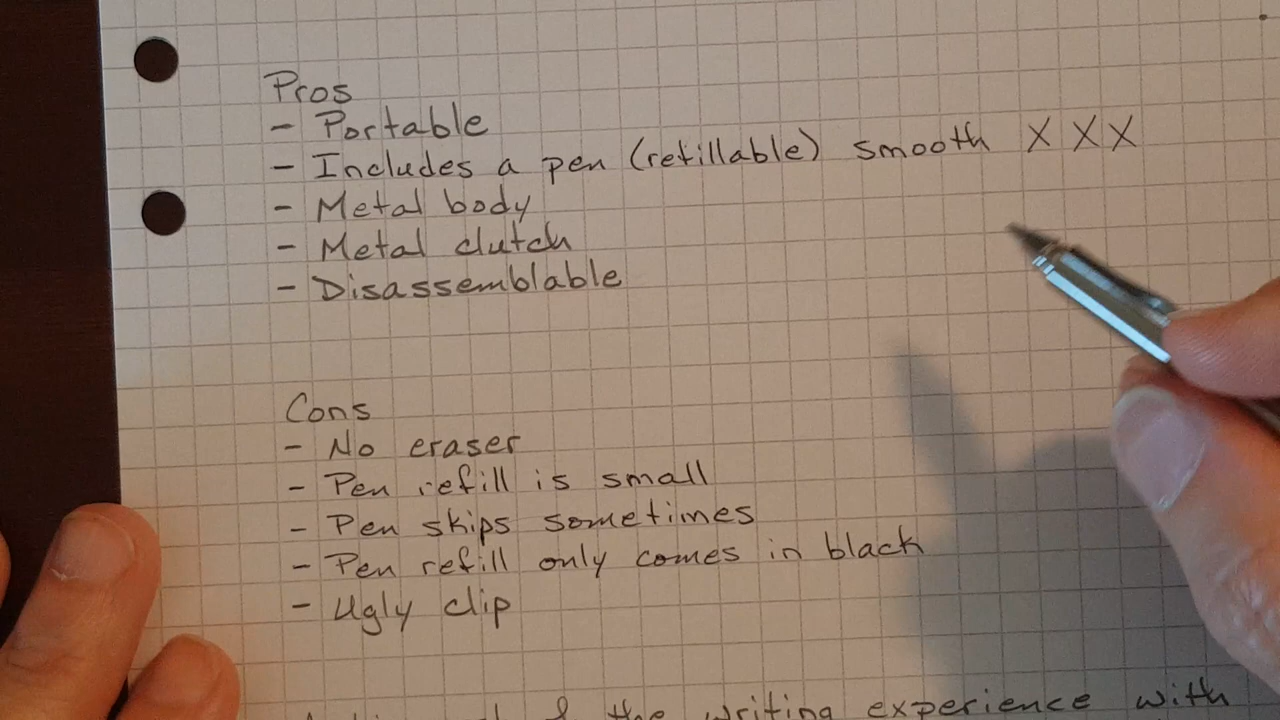 Pros
- Portable
- Includes a pen (refillable) smooth X X X
- Metal body
- Metal clutch
- Disassemblable
Cons
- No eraser
- Pen refill is small
- Pen skips sometimes
- Pen refill only comes in black
- Ugly clip
the writing experience with